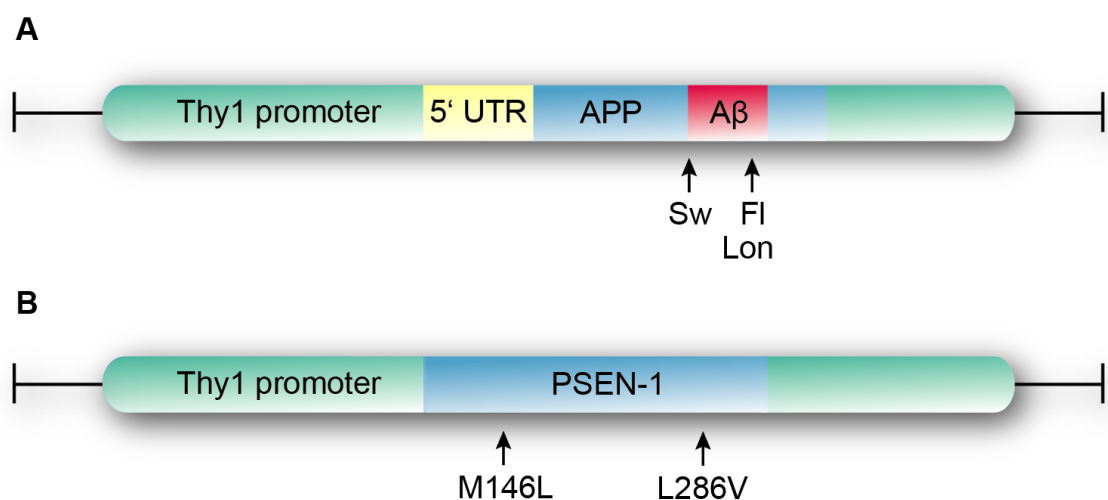 A
Thy1 promoter 5‘ UTR APP Aβ
Sw Fl
Lon
B
Thy1 promoter PSEN-1
M146L L286V